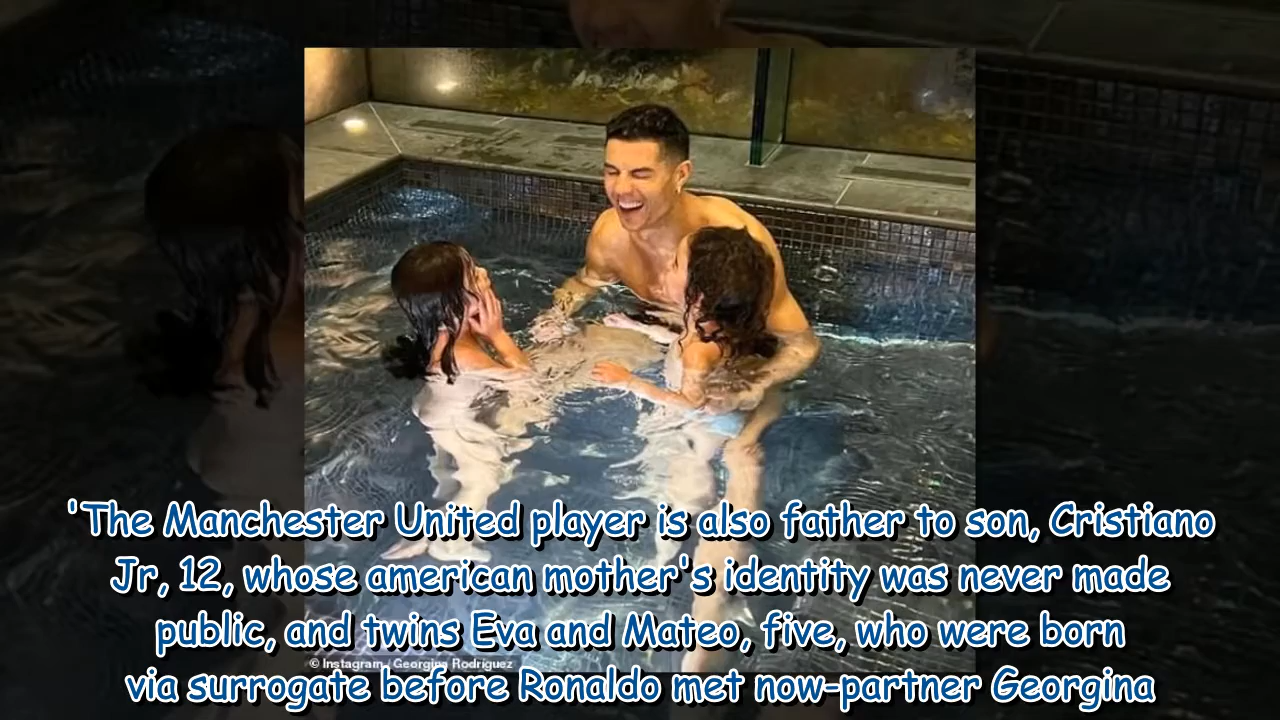 © Instagram / Georgina Rodriguez
'The Manchester United player is also father to son, Cristiano
Jr, 12, whose american mother's identity was never made
public, and twins Eva and Mateo, five, who were born
via surrogate before Ronaldo met now-partner Georgina